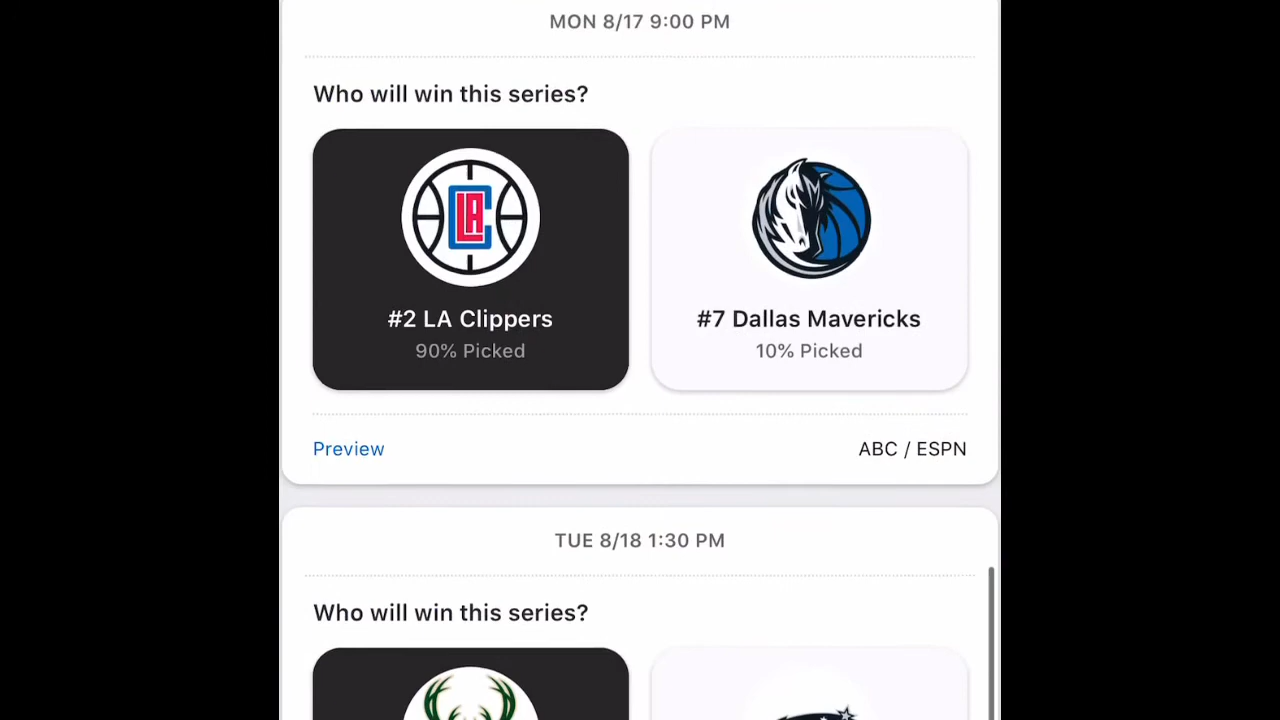 MON 8/17 9:00 PM
Who will win this series?
LA
#2 LA Clippers
#7 Dallas Mavericks
90% Picked
10% Picked
Preview
ABC / ESPN
TUE 8/18 1:30 PM
Who will win this series?